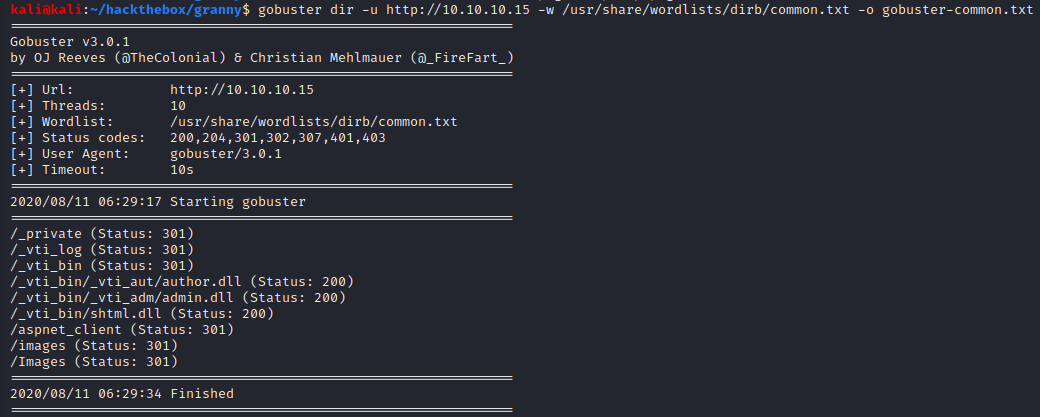 kali@kali:~/hackthebox/granny$ gobuster dir -u http://10.10.10.15 -w /usr/share/wordlists/dirb/common.txt -o gobuster-common.txt
===============================================================
Gobuster v3.0.1
by OJ Reeves (@TheColonial) & Christian Mehlmauer (@_FireFart_)
===============================================================
[+] Url:            http://10.10.10.15
[+] Threads:        10
[+] Wordlist:       /usr/share/wordlists/dirb/common.txt
[+] Status codes:   200,204,301,302,307,401,403
[+] User Agent:     gobuster/3.0.1
[+] Timeout:        10s
===============================================================
2020/08/11 06:29:17 Starting gobuster
===============================================================
/_private (Status: 301)
/_vti_log (Status: 301)
/_vti_bin (Status: 301)
/_vti_bin/_vti_aut/author.dll (Status: 200)
/_vti_bin/_vti_adm/admin.dll (Status: 200)
/_vti_bin/shtml.dll (Status: 200)
/aspnet_client (Status: 301)
/images (Status: 301)
/Images (Status: 301)
===============================================================
2020/08/11 06:29:34 Finished
===============================================================